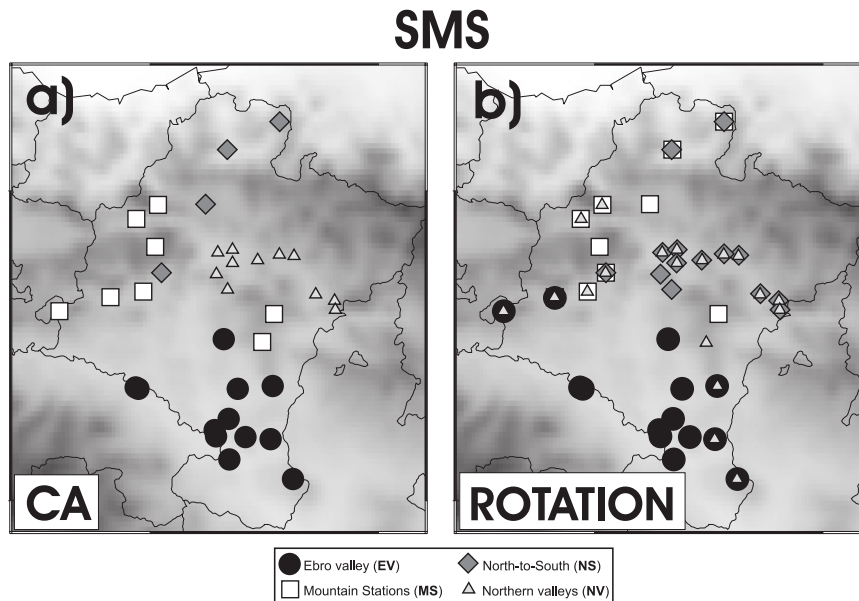 SMS
a)
b)
CA
ROTATION
Ebro valley (EV)
North-to-South (NS)
Mountain Stations (MS)
Northern valleys (NV)